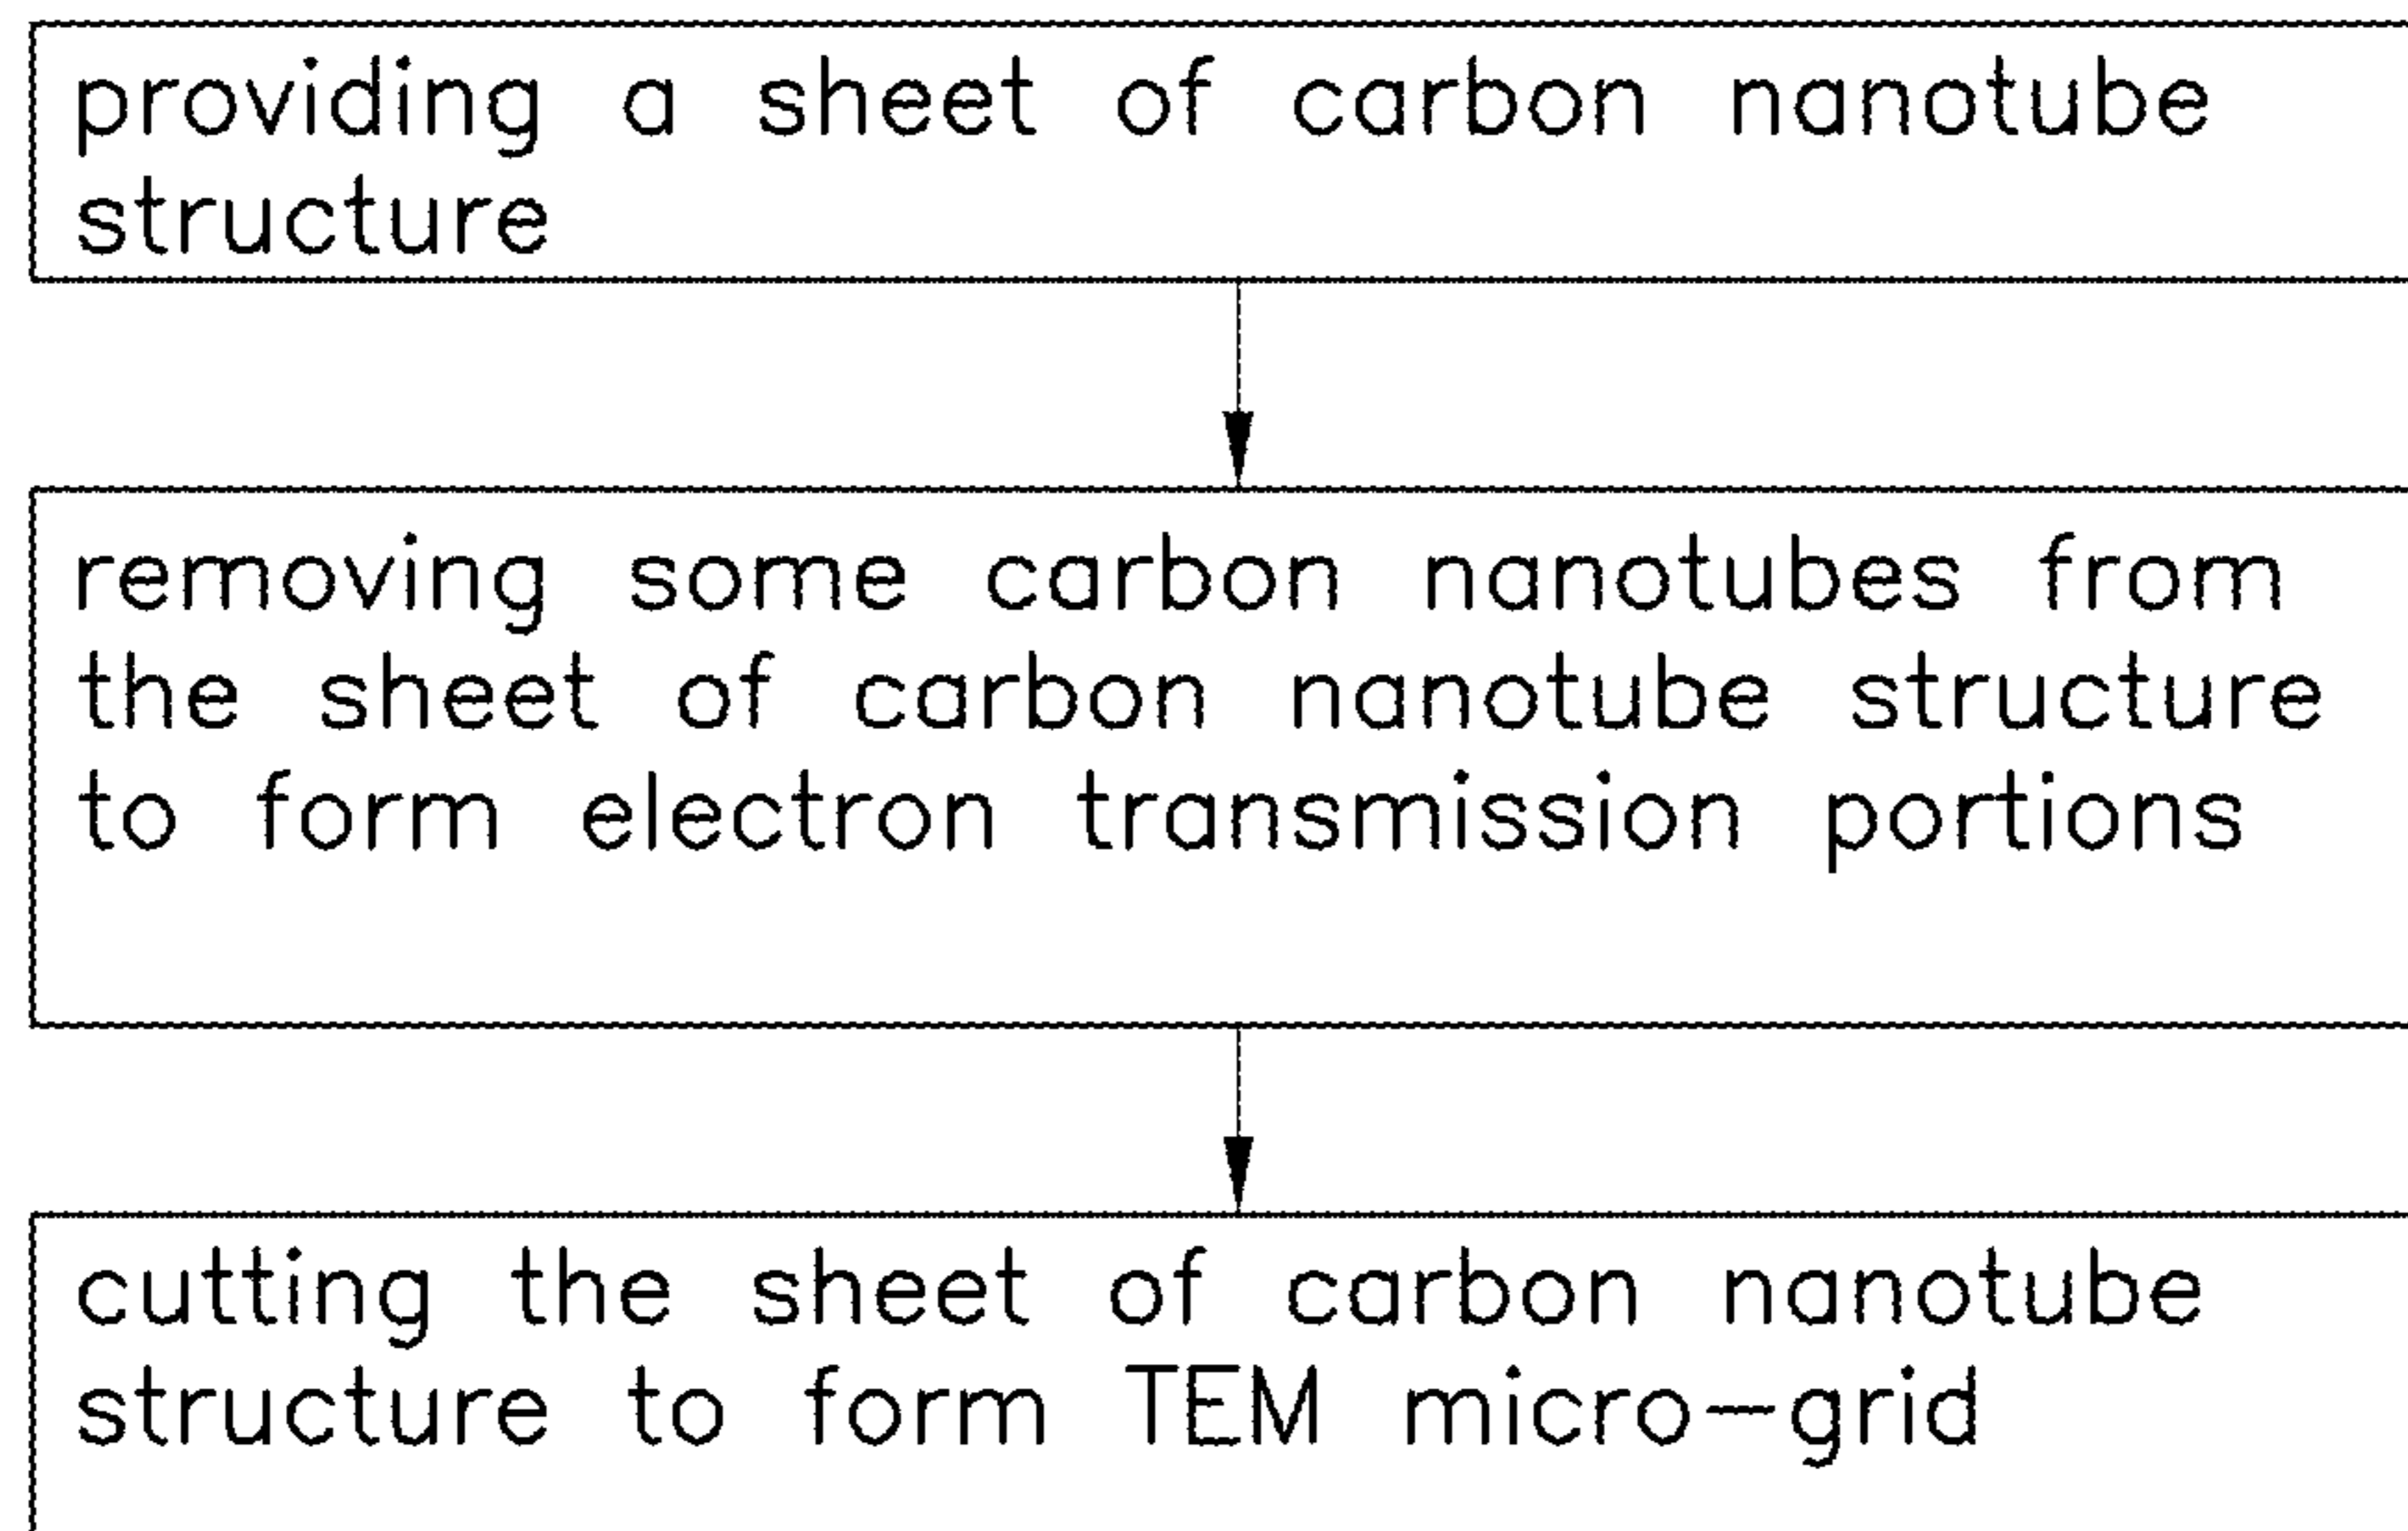 providing a sheet of carbon nanotube
structure
removing some carbon nanotubes from
the sheet of carbon nanotube structure
to form electron transmission portions
cutting the sheet of carbon nanotube
structure to form TEM micro-grid